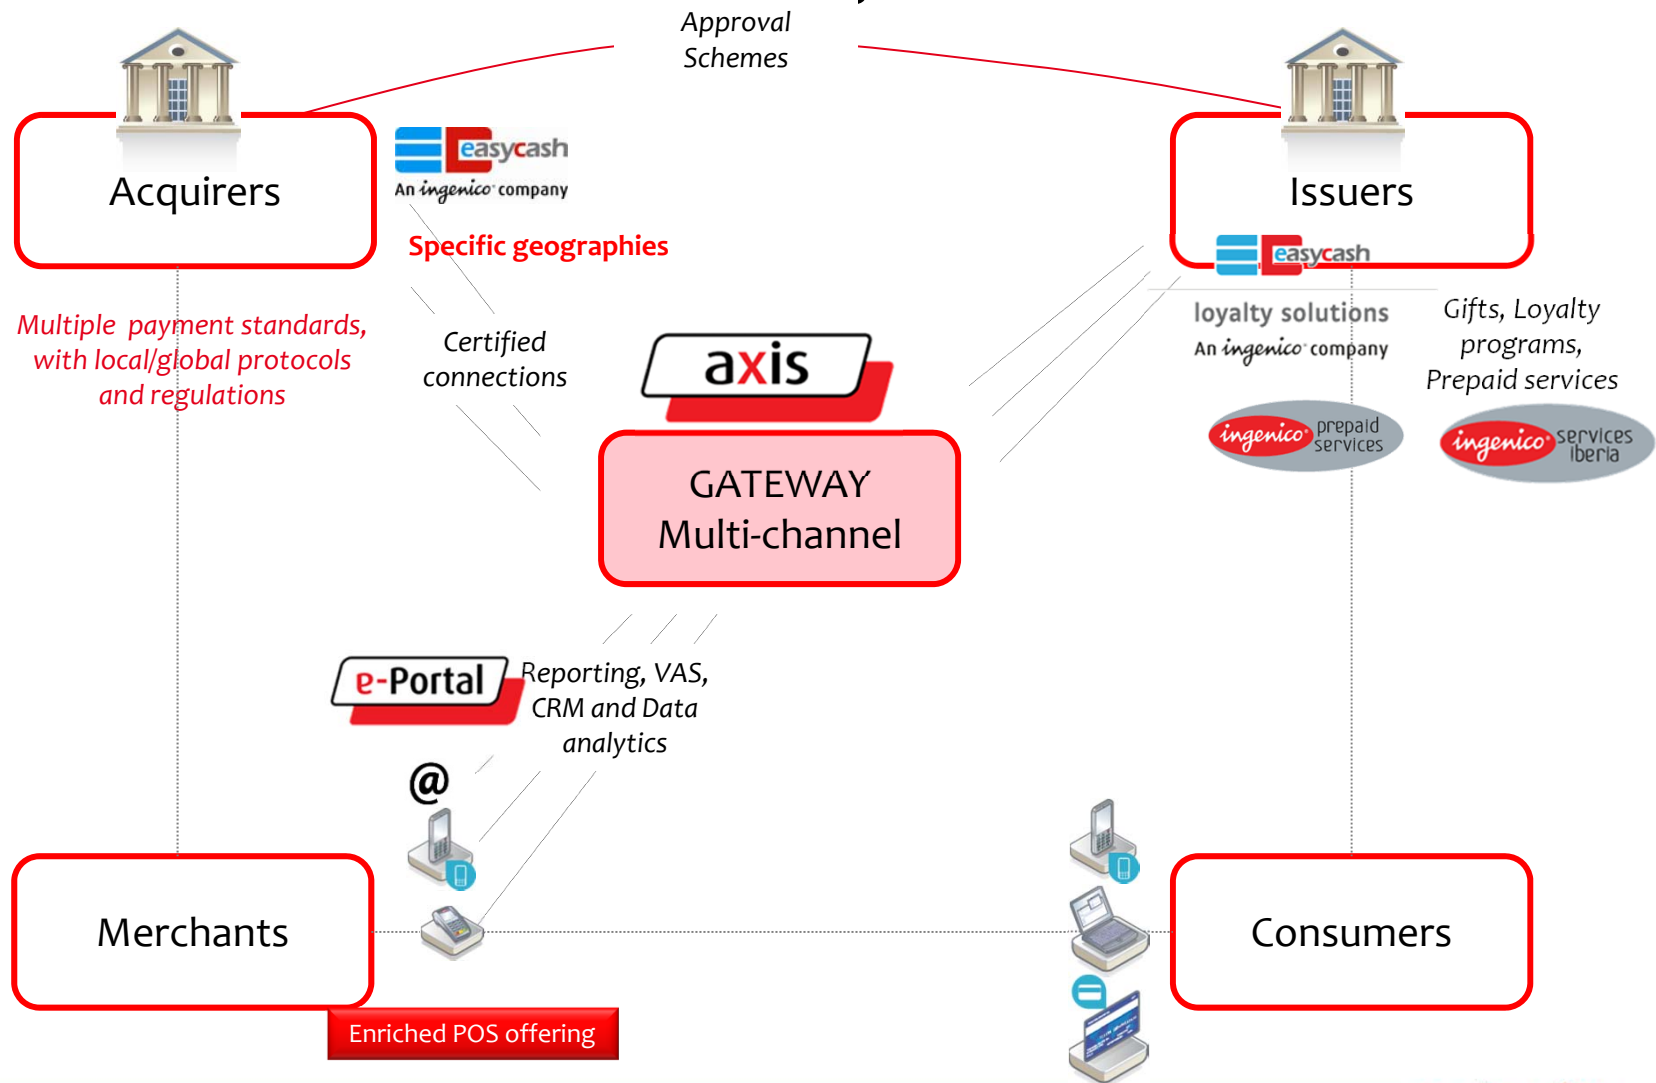 Approval
Schemes
Acquirers
easycash
An ingenico company
Specific geographies
Issuers
easycash
loyalty solutions
An ingenico company
Gifts, Loyalty
programs,
Prepaid services
ingenico prepaid
services
ingenico services
iberia
Multiple payment standards,
with local/global protocols
and regulations
Certified
connections
axis
GATEWAY
Multi-channel
e-Portal
Reporting, VAS,
CRM and Data
analytics
@
Merchants
Consumers
Enriched POS offering